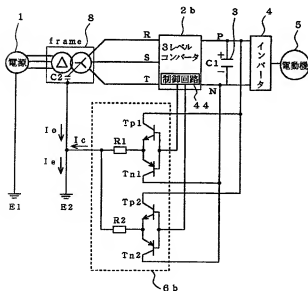 1
8
2b
3
4
5
frame
R
P
電源
C2
S
3レベル
コンバータ
C1
+
-
インバータ
電動機
T
制御回路
N
44
Io
Ic
Tp1
Ie
R1
Tn1
Tp2
E1
E2
R2
Tn2
6b